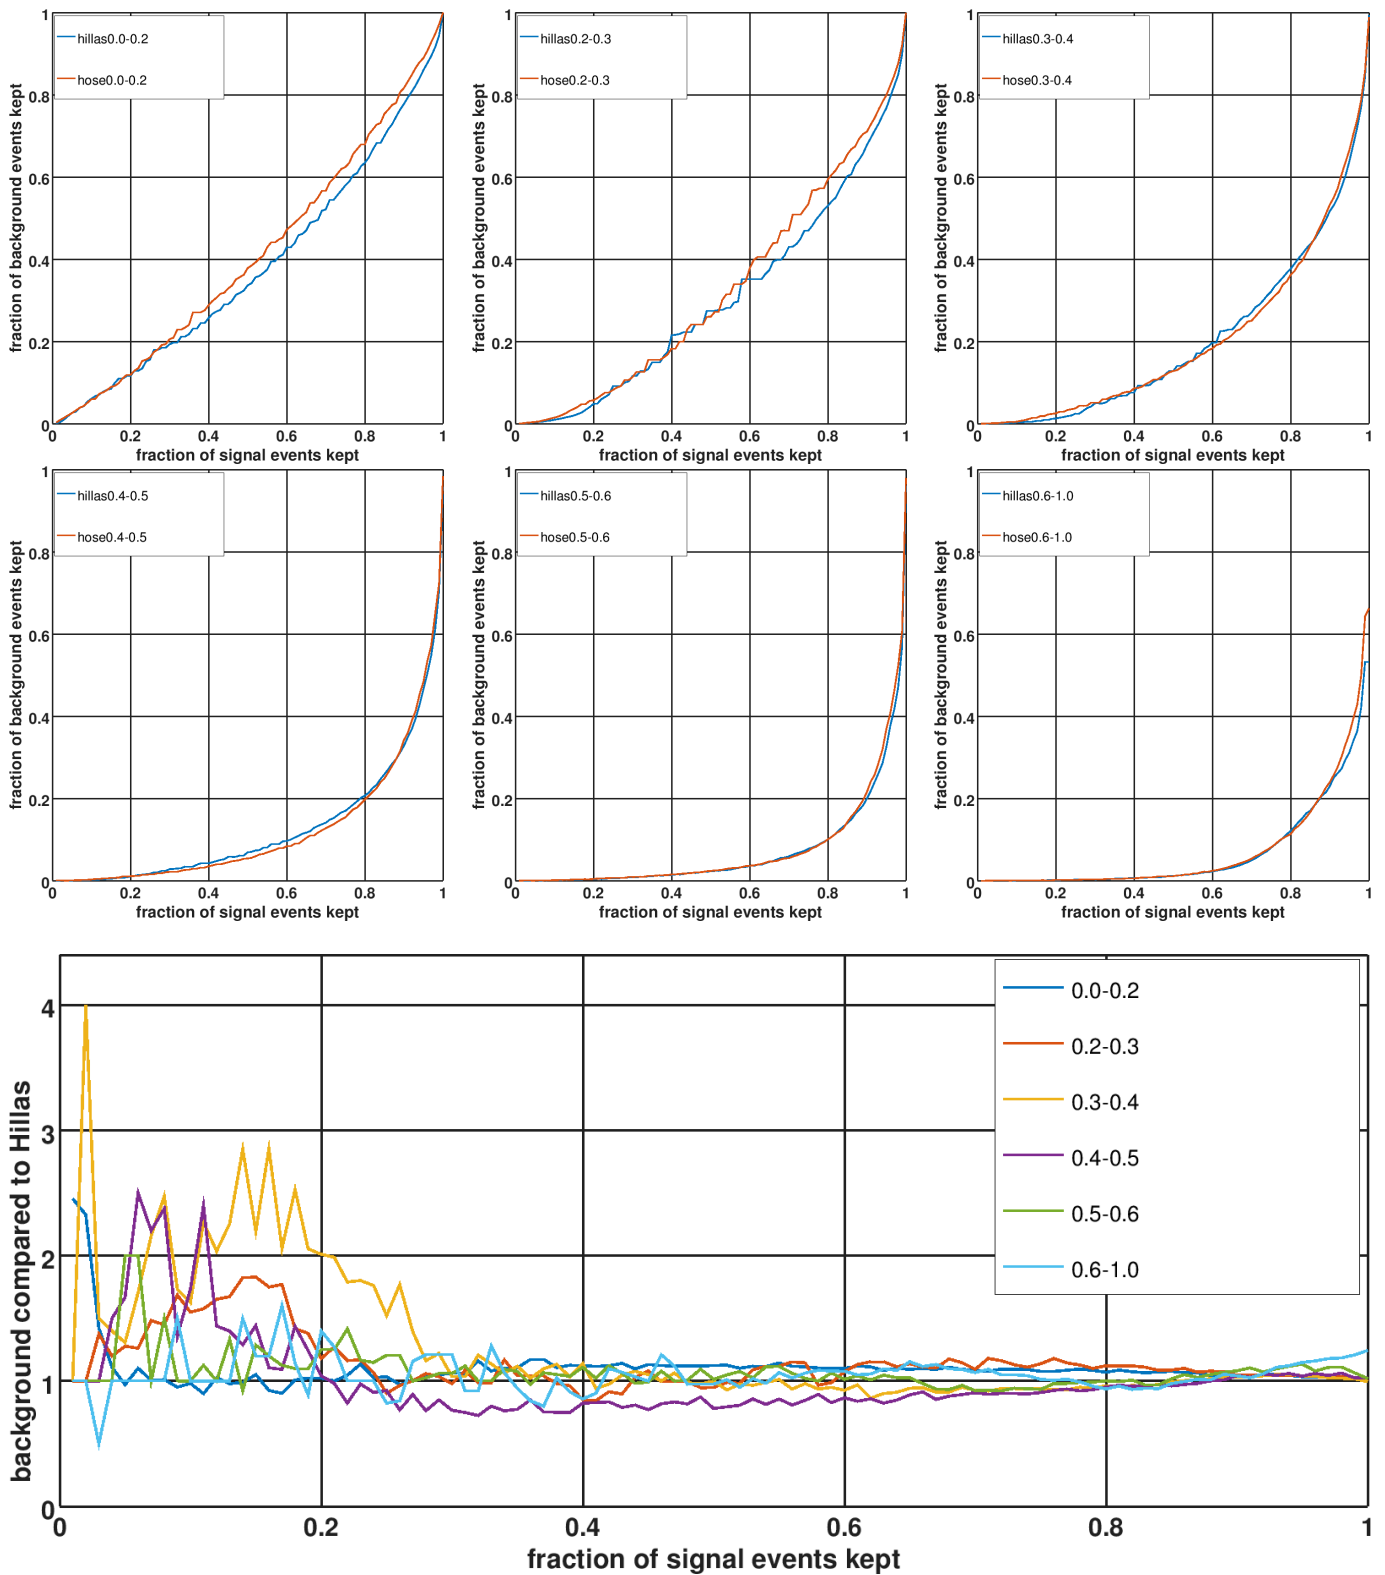 fraction of background events kept
1
0.8
0.6
0.4
0.2
0
hillas0.0-0.2
hose0.0-0.2
0 0.2 0.4 0.6 0.8 1
fraction of signal events kept
fraction of background events kept
1
0.8
0.6
0.4
0.2
0
hillas0.2-0.3
hose0.2-0.3
0 0.2 0.4 0.6 0.8 1
fraction of signal events kept
fraction of background events kept
1
0.8
0.6
0.4
0.2
0
hillas0.3-0.4
hose0.3-0.4
0 0.2 0.4 0.6 0.8 1
fraction of signal events kept
fraction of background events kept
1
0.8
0.6
0.4
0.2
0
hillas0.4-0.5
hose0.4-0.5
0 0.2 0.4 0.6 0.8 1
fraction of signal events kept
fraction of background events kept
1
0.8
0.6
0.4
0.2
0
hillas0.5-0.6
hose0.5-0.6
0 0.2 0.4 0.6 0.8 1
fraction of signal events kept
fraction of background events kept
1
0.8
0.6
0.4
0.2
0
hillas0.6-1.0
hose0.6-1.0
0 0.2 0.4 0.6 0.8 1
fraction of signal events kept
background compared to Hillas
4
3
2
1
0
0.0-0.2
0.2-0.3
0.3-0.4
0.4-0.5
0.5-0.6
0.6-1.0
0 0.2 0.4 0.6 0.8 1
fraction of signal events kept